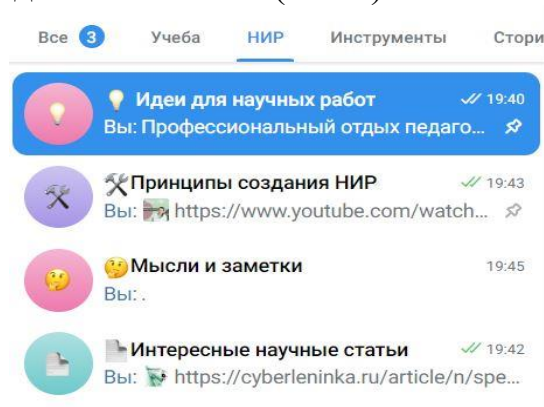 Все 3 Учеба НИР Инструменты Стори
💡 Идеи для научных работ 19:40
Вы: Профессиональный отдых педаго...
🛠Принципы создания НИР 19:43
Вы: https://www.youtube.com/watch...
🤔Мысли и заметки 19:45
Вы: .
📄Интересные научные статьи 19:42
Вы: https://cyberleninka.ru/article/n/spe...